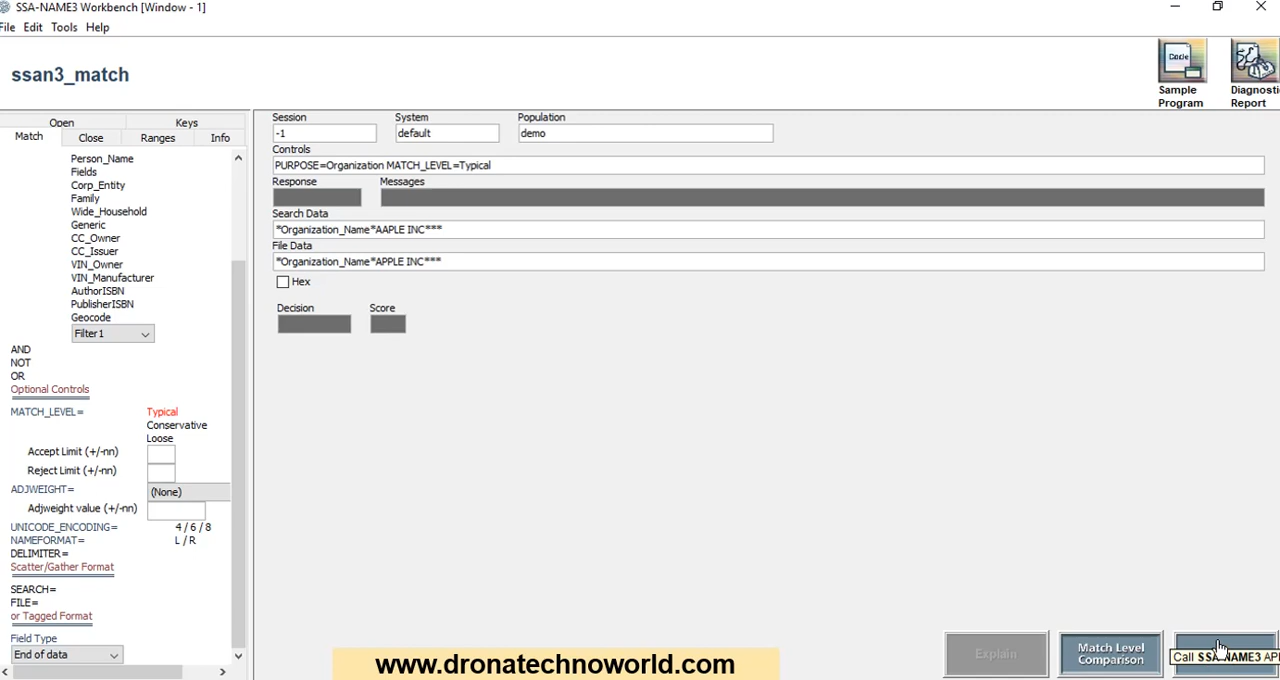 SSA-NAME3 Workbench [Window - 1]
File Edit Tools Help
ssan3_match
Code
Sample
Program
Diagnosti
Report
Open Keys
Match Close Ranges Info
Person_Name
Fields
Corp_Entity
Family
Wide_Household
Generic
CC_Owner
CC_Issuer
VIN_Owner
VIN_Manufacturer
AuthorISBN
PublisherISBN
Geocode
Filter1
AND
NOT
OR
Optional Controls
MATCH_LEVEL= Typical
Conservative
Loose
Accept Limit (+/-nn)
Reject Limit (+/-nn)
ADJWEIGHT= (None)
Adjweight value (+/-nn)
UNICODE_ENCODING= 4 / 6 / 8
NAMEFORMAT= L / R
DELIMITER=
Scatter/Gather Format
SEARCH=
FILE=
or Tagged Format
Field Type
End of data
Session System Population
-1 default demo
Controls
PURPOSE=Organization MATCH_LEVEL=Typical
Response Messages
Search Data
*Organization_Name*AAPLE INC***
File Data
*Organization_Name*APPLE INC***
Hex
Decision Score
Explain
Match Level
Comparison
Call SSA-NAME3 API
www.dronatechnoworld.com